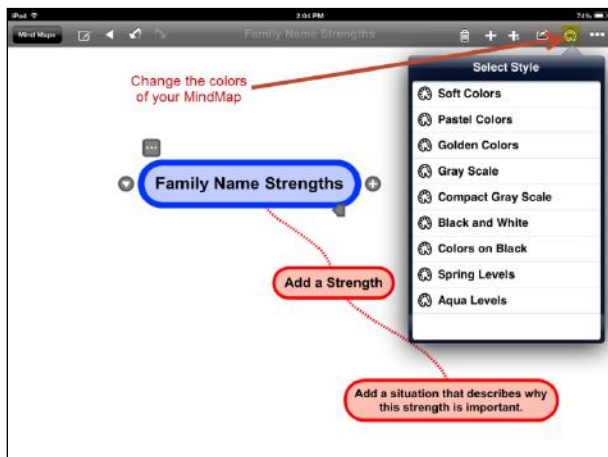 iPad
2:04 PM
74%
Mind Maps
Family Name Strengths
Change the colors
of your MindMap
Select Style
Soft Colors
Pastel Colors
Golden Colors
Gray Scale
Compact Gray Scale
Black and White
Colors on Black
Spring Levels
Aqua Levels
Family Name Strengths
Add a Strength
Add a situation that describes why
this strength is important.